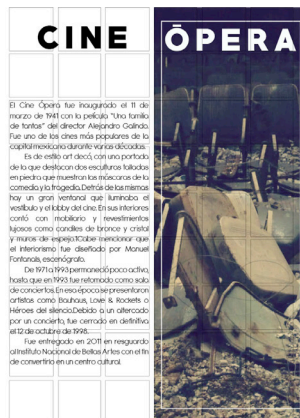 CINE ÓPERA
El Cine Ópera fue inaugurado el 11 de
marzo de 1941 con la película "Una familia
de tantas" del director Alejandro Galindo.
Fue uno de los cines más populares de la
capital mexicana durante varias décadas.
Es de estilo art decó, con una portada
de la que destacan dos esculturas talladas
en piedra que muestran las máscaras de la
comedia y la tragedia.Detrás de las mismas
hay un gran ventanal que iluminaba el
vestíbulo y el lobby del cine. En sus interiores
contó con mobiliario y revestimientos
lujosos como candiles de bronce y cristal
y muros de espejo.1Cabe mencionar que
el interiorismo fue diseñado por Manuel
Fontanals, escenógrafo.
De 1971 a 1993 permaneció poco activo,
hasta que en 1993 fue retomado como sala
de conciertos. En esa época se presentaron
artistas como Bauhaus, Love & Rockets o
Héroes del silencio.Debido a un altercado
por un concierto, fue cerrado en definitiva
el 12 de octubre de 1998.
Fue entregado en 2011 en resguardo
al Instituto Nacional de Bellas Artes con el fin
de convertirlo en un centro cultural.